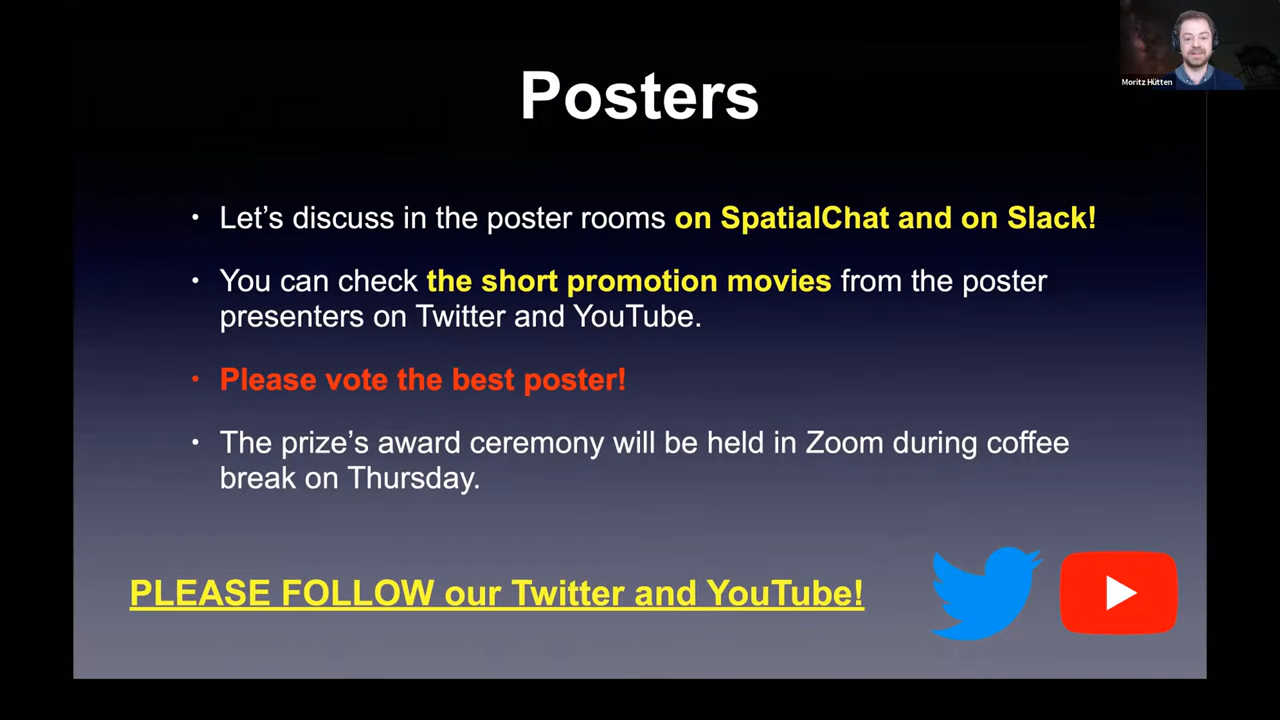 Moritz Hütten
Posters
• Let’s discuss in the poster rooms on SpatialChat and on Slack!
• You can check the short promotion movies from the poster
presenters on Twitter and YouTube.
• Please vote the best poster!
• The prize’s award ceremony will be held in Zoom during coffee
break on Thursday.
PLEASE FOLLOW our Twitter and YouTube!